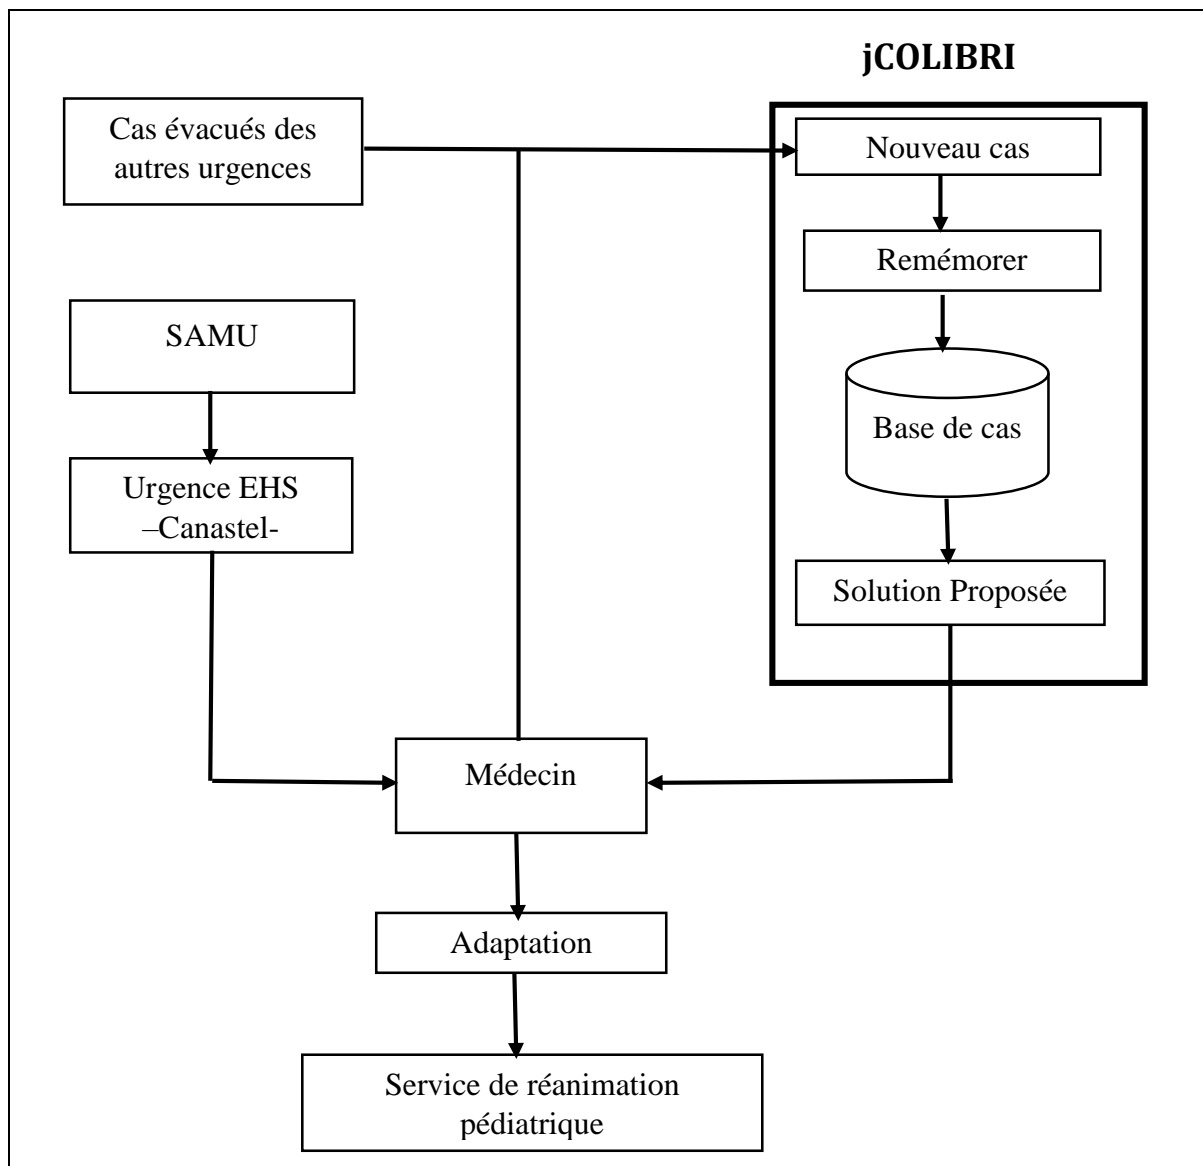 jCOLIBRI
Cas évacués des
autres urgences
Nouveau cas
Remémorer
SAMU
Base de cas
Urgence EHS
–Canastel-
Solution Proposée
Médecin
Adaptation
Service de réanimation
pédiatrique